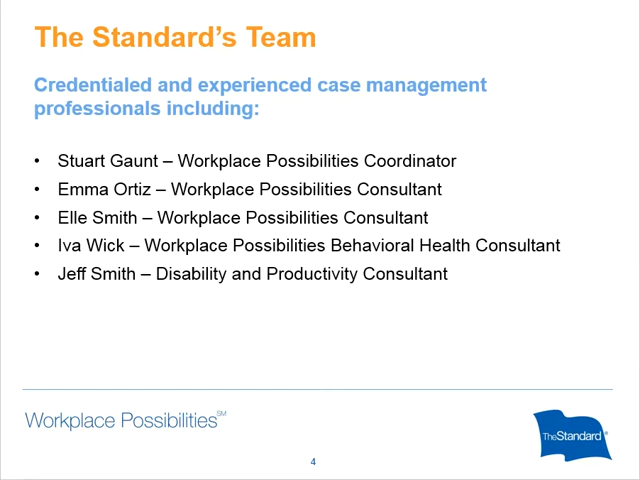 The Standard’s Team
Credentialed and experienced case management
professionals including:
• Stuart Gaunt – Workplace Possibilities Coordinator
• Emma Ortiz – Workplace Possibilities Consultant
• Elle Smith – Workplace Possibilities Consultant
• Iva Wick – Workplace Possibilities Behavioral Health Consultant
• Jeff Smith – Disability and Productivity Consultant
Workplace Possibilities℠
TheStandard®
4